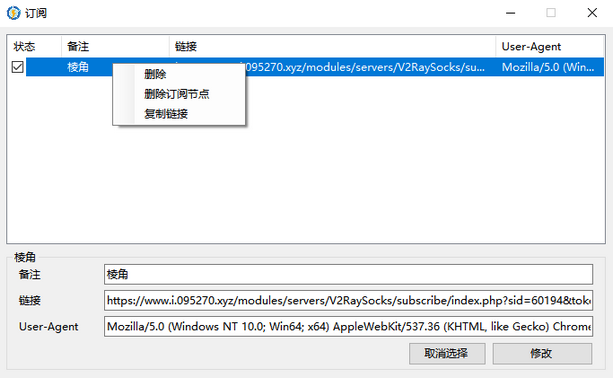 订阅
状态 备注 链接 User-Agent
棱角 .095270.xyz/modules/servers/V2RaySocks/su... Mozilla/5.0 (Win...
删除
删除订阅节点
复制链接
棱角
备注 棱角
链接 https://www.i.095270.xyz/modules/servers/V2RaySocks/subscribe/index.php?sid=60194&tok
User-Agent Mozilla/5.0 (Windows NT 10.0; Win64; x64) AppleWebKit/537.36 (KHTML, like Gecko) Chrome
取消选择 修改